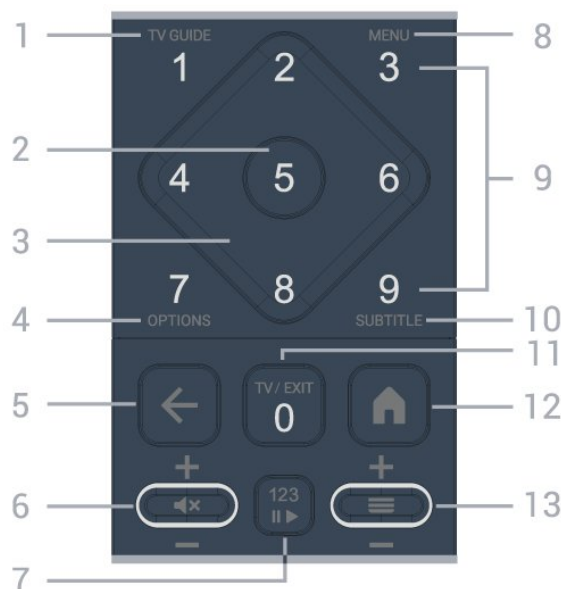 1 TV GUIDE MENU 8
1 2 3
2 4 5 6 9
3
7 8 9
4 OPTIONS SUBTITLE 10
11
5 TV / EXIT 12
0
+ +
6 123 13
− −
7